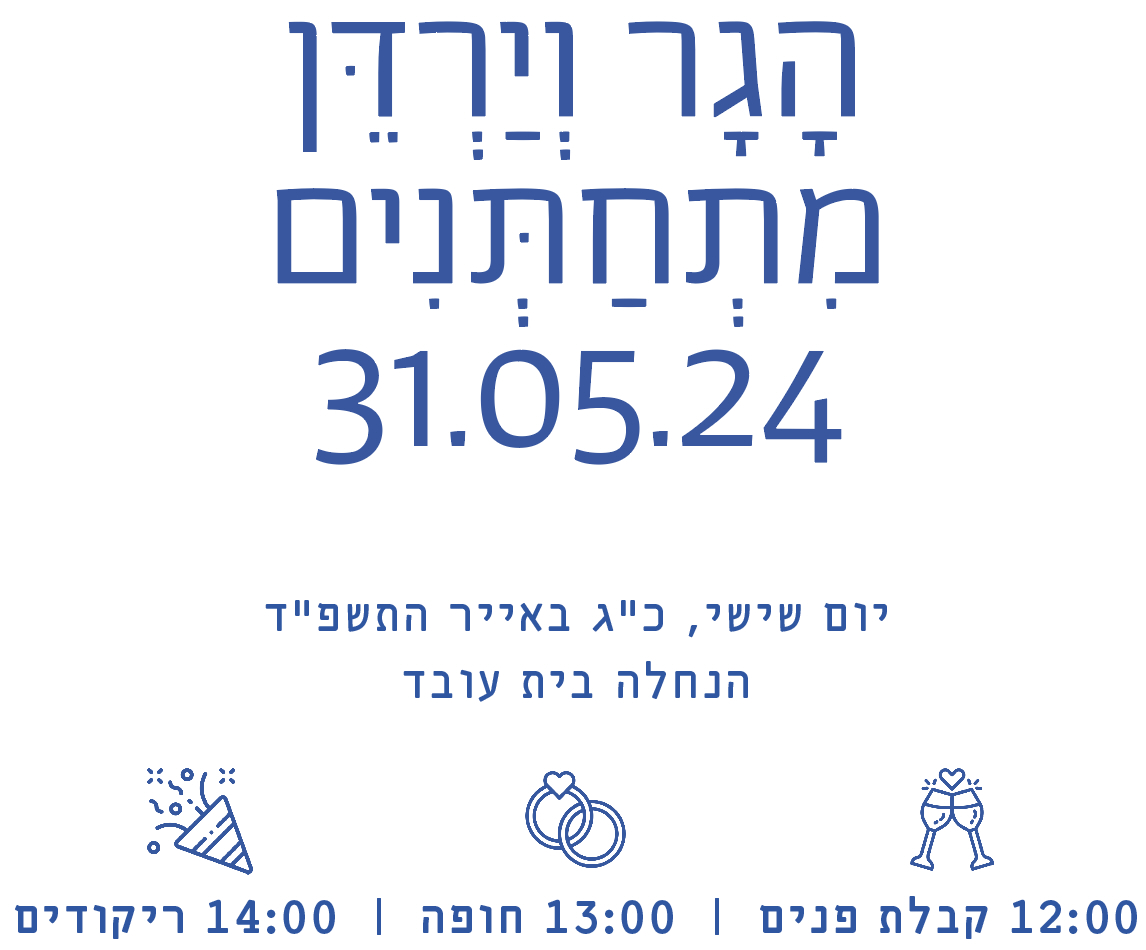 הָגָר וְיַרְדֵּן
מִתְחַתְּנִים
31.05.24
יום שישי, כ"ג באייר התשפ"ד
הנחלה בית עובד
12:00 קבלת פנים | 13:00 חופה | 14:00 ריקודים